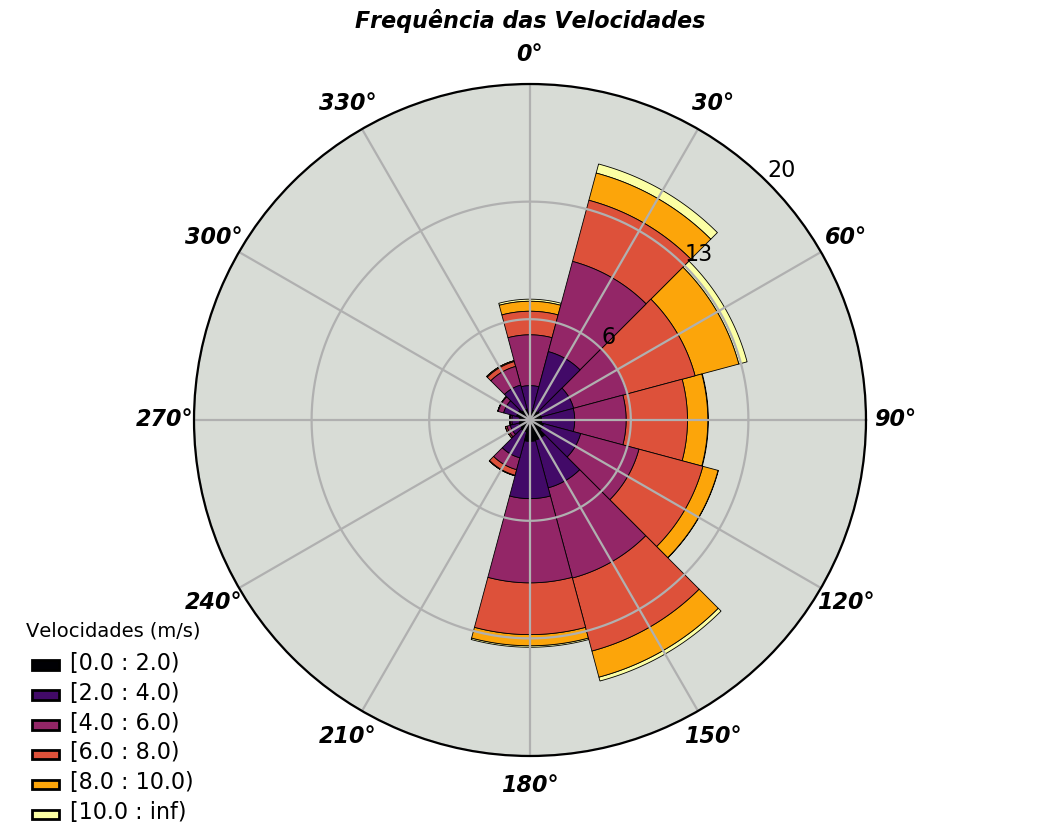 Frequência das Velocidades
0°
330°
30°
20
300°
60°
13
6
270°
90°
240°
120°
210°
150°
180°
Velocidades (m/s)
[0.0 : 2.0)
[2.0 : 4.0)
[4.0 : 6.0)
[6.0 : 8.0)
[8.0 : 10.0)
[10.0 : inf)